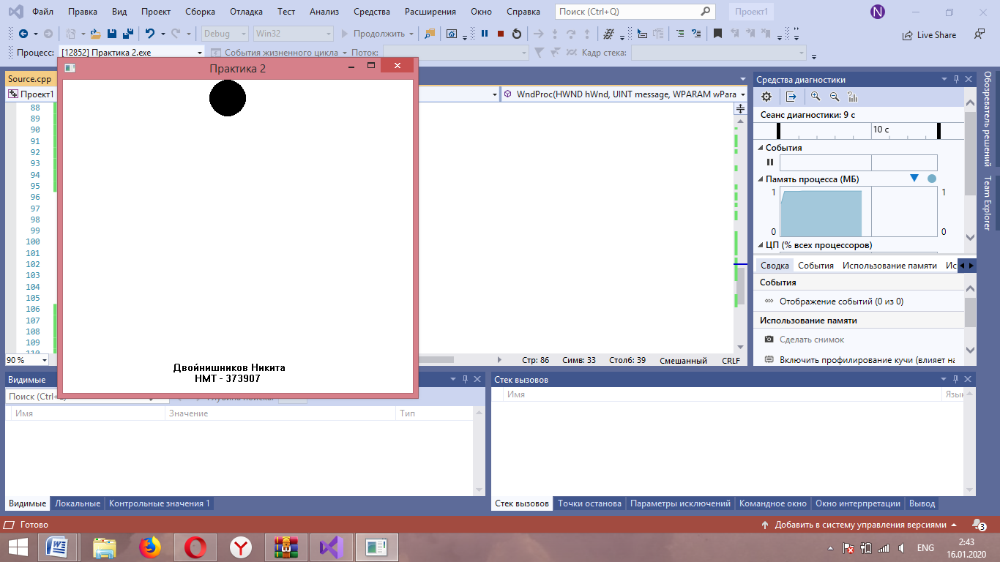 Файл Правка Вид Проект Сборка Отладка Тест Анализ Средства Расширения Окно Справка Поиск (Ctrl+Q) Проект1 N
Debug Win32 Продолжить Live Share
Процесс: [12852] Практика 2.exe События жизненного цикла Поток: Кадр стека:
Практика 2
Source.cpp
Проект1 WndProc(HWND hWnd, UINT message, WPARAM wPara
88
89
90
91
92
93
94
95
96
97
98
99
100
101
102
103
104
105
106
107
108
109
Двойнишников Никита
НМТ - 373907
90 % Стр: 86 Симв: 33 Столб: 39 Смешанный CRLF
Средства диагностики
Сеанс диагностики: 9 с
10 с
События
Память процесса (МБ)
1 1
0 0
ЦП (% всех процессоров)
Сводка События Использование памяти Ис
События
Отображение событий (0 из 0)
Использование памяти
Сделать снимок
Включить профилирование кучи (влияет на
Обозреватель решений
Team Explorer
Видимые
Поиск (Ctrl+
Имя Значение Тип
Видимые Локальные Контрольные значения 1
Стек вызовов
Имя Язык
Стек вызовов Точки останова Параметры исключений Командное окно Окно интерпретации Вывод
Готово Добавить в систему управления версиями 3
ENG 2:43
16.01.2020